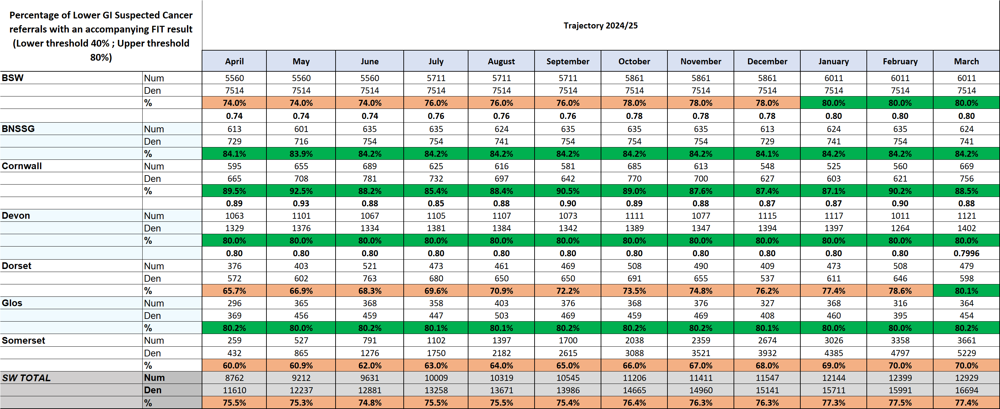 Percentage of Lower GI Suspected Cancer
referrals with an accompanying FIT result
(Lower threshold 40% ; Upper threshold
80%)
Trajectory 2024/25
April May June July August September October November December January February March
BSW Num 5560 5560 5560 5711 5711 5711 5861 5861 5861 6011 6011 6011
Den 7514 7514 7514 7514 7514 7514 7514 7514 7514 7514 7514 7514
% 74.0% 74.0% 74.0% 76.0% 76.0% 76.0% 78.0% 78.0% 78.0% 80.0% 80.0% 80.0%
0.74 0.74 0.74 0.76 0.76 0.76 0.78 0.78 0.78 0.80 0.80 0.80
BNSSG Num 613 601 635 635 624 635 635 635 613 624 635 624
Den 729 716 754 754 741 754 754 754 729 741 754 741
% 84.1% 83.9% 84.2% 84.2% 84.2% 84.2% 84.2% 84.2% 84.1% 84.2% 84.2% 84.2%
Cornwall Num 595 655 689 625 616 581 685 613 548 525 560 669
Den 665 708 781 732 697 642 770 700 627 603 621 756
% 89.5% 92.5% 88.2% 85.4% 88.4% 90.5% 89.0% 87.6% 87.4% 87.1% 90.2% 88.5%
0.89 0.93 0.88 0.85 0.88 0.90 0.89 0.88 0.87 0.87 0.90 0.88
Devon Num 1063 1101 1067 1105 1107 1073 1111 1077 1115 1117 1011 1121
Den 1329 1376 1334 1381 1384 1342 1389 1347 1394 1397 1264 1402
% 80.0% 80.0% 80.0% 80.0% 80.0% 80.0% 80.0% 80.0% 80.0% 80.0% 80.0% 80.0%
0.80 0.80 0.80 0.80 0.80 0.80 0.80 0.80 0.80 0.80 0.80 0.7996
Dorset Num 376 403 521 473 461 469 508 490 409 473 508 479
Den 572 602 763 680 650 650 691 655 537 611 646 598
% 65.7% 66.9% 68.3% 69.6% 70.9% 72.2% 73.5% 74.8% 76.2% 77.4% 78.6% 80.1%
Glos Num 296 365 368 358 403 376 368 376 327 368 316 364
Den 369 456 459 447 503 469 459 469 408 460 395 454
% 80.2% 80.0% 80.2% 80.1% 80.1% 80.2% 80.2% 80.2% 80.1% 80.0% 80.0% 80.2%
Somerset Num 259 527 791 1102 1397 1700 2038 2359 2674 3026 3358 3661
Den 432 865 1276 1750 2182 2615 3088 3521 3932 4385 4797 5229
% 60.0% 60.9% 62.0% 63.0% 64.0% 65.0% 66.0% 67.0% 68.0% 69.0% 70.0% 70.0%
SW TOTAL Num 8762 9212 9631 10009 10319 10545 11206 11411 11547 12144 12399 12929
Den 11610 12237 12881 13258 13671 13986 14665 14960 15141 15711 15991 16694
% 75.5% 75.3% 74.8% 75.5% 75.5% 75.4% 76.4% 76.3% 76.3% 77.3% 77.5% 77.4%